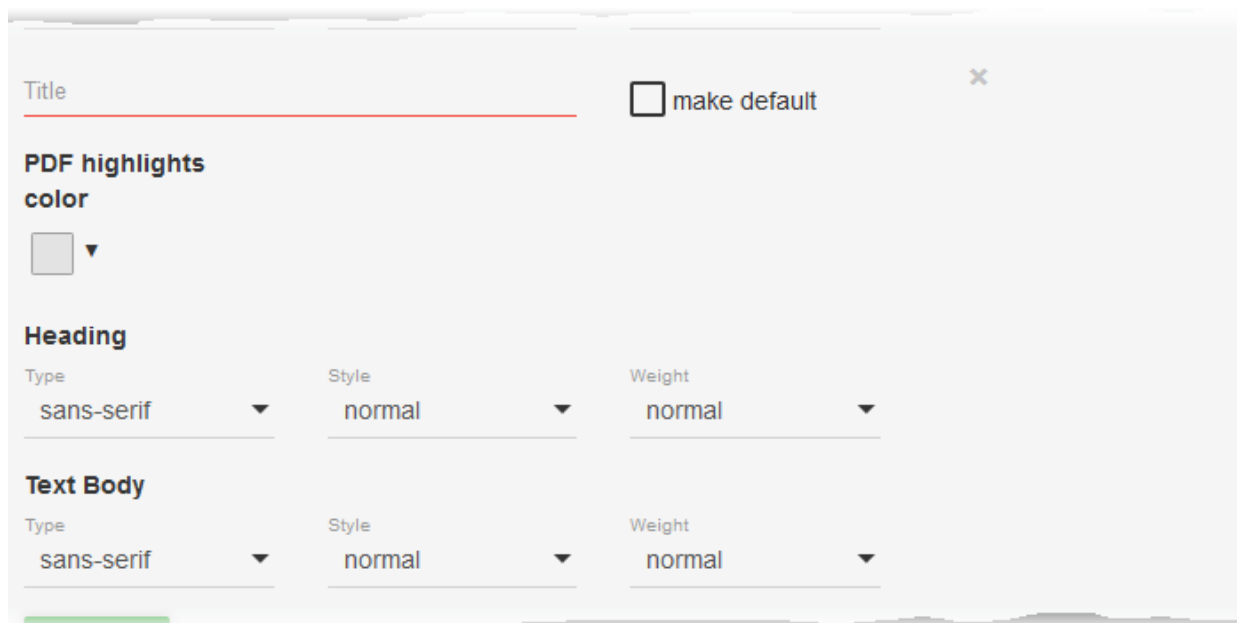 Title
make default
PDF highlights
color
Heading
Type Style Weight
sans-serif normal normal
Text Body
Type Style Weight
sans-serif normal normal